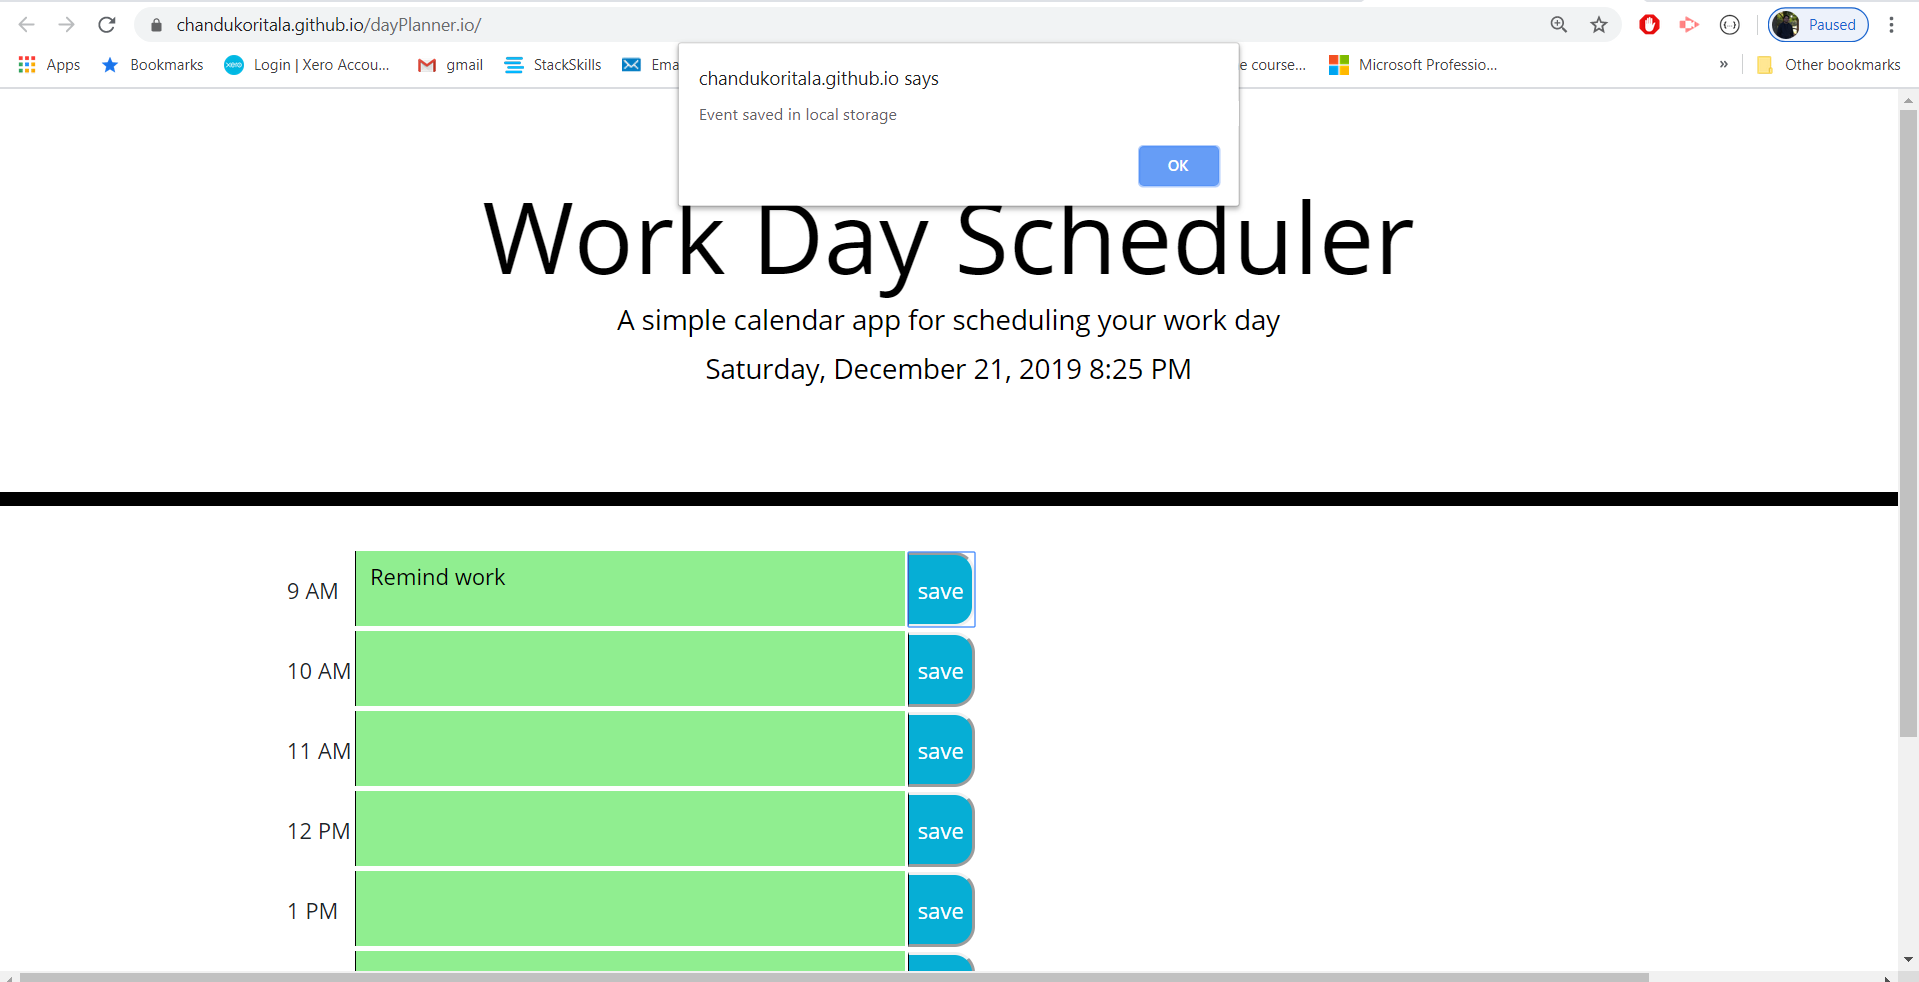 chandukoritala.github.io/dayPlanner.io/
Paused
Apps
Bookmarks
xero
Login | Xero Accou...
gmail
StackSkills
Ema
e course...
Microsoft Professio...
»
Other bookmarks
chandukoritala.github.io says
Event saved in local storage
OK
Work Day Scheduler
A simple calendar app for scheduling your work day
Saturday, December 21, 2019 8:25 PM
9 AM
Remind work
save
10 AM
save
11 AM
save
12 PM
save
1 PM
save